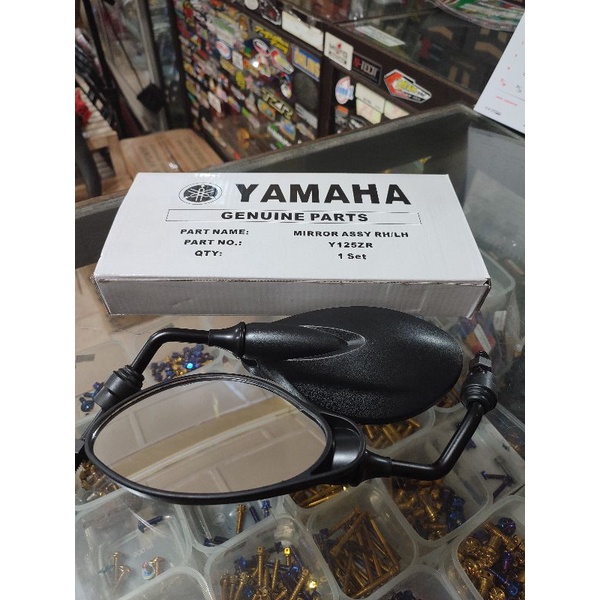 YAMAHA
GENUINE PARTS
PART NAME: MIRROR ASSY RH/LH
PART NO.: Y125ZR
QTY: 1 Set